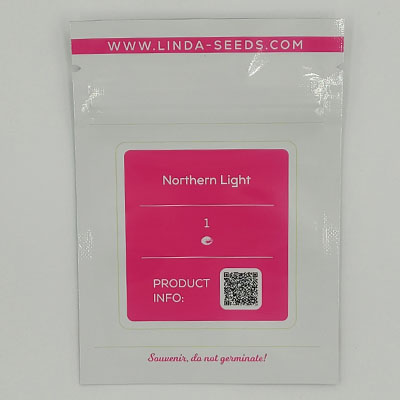 WWW.LINDA-SEEDS.COM
Northern Light
1
PRODUCT
INFO:
Souvenir, do not germinate!